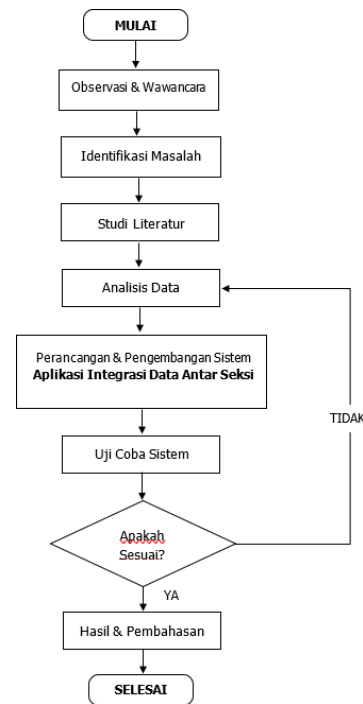 MULAI
Observasi & Wawancara
Identifikasi Masalah
Studi Literatur
Analisis Data
Perancangan & Pengembangan Sistem
Aplikasi Integrasi Data Antar Seksi
TIDAK
Uji Coba Sistem
Apakah
Sesuai?
YA
Hasil & Pembahasan
SELESAI